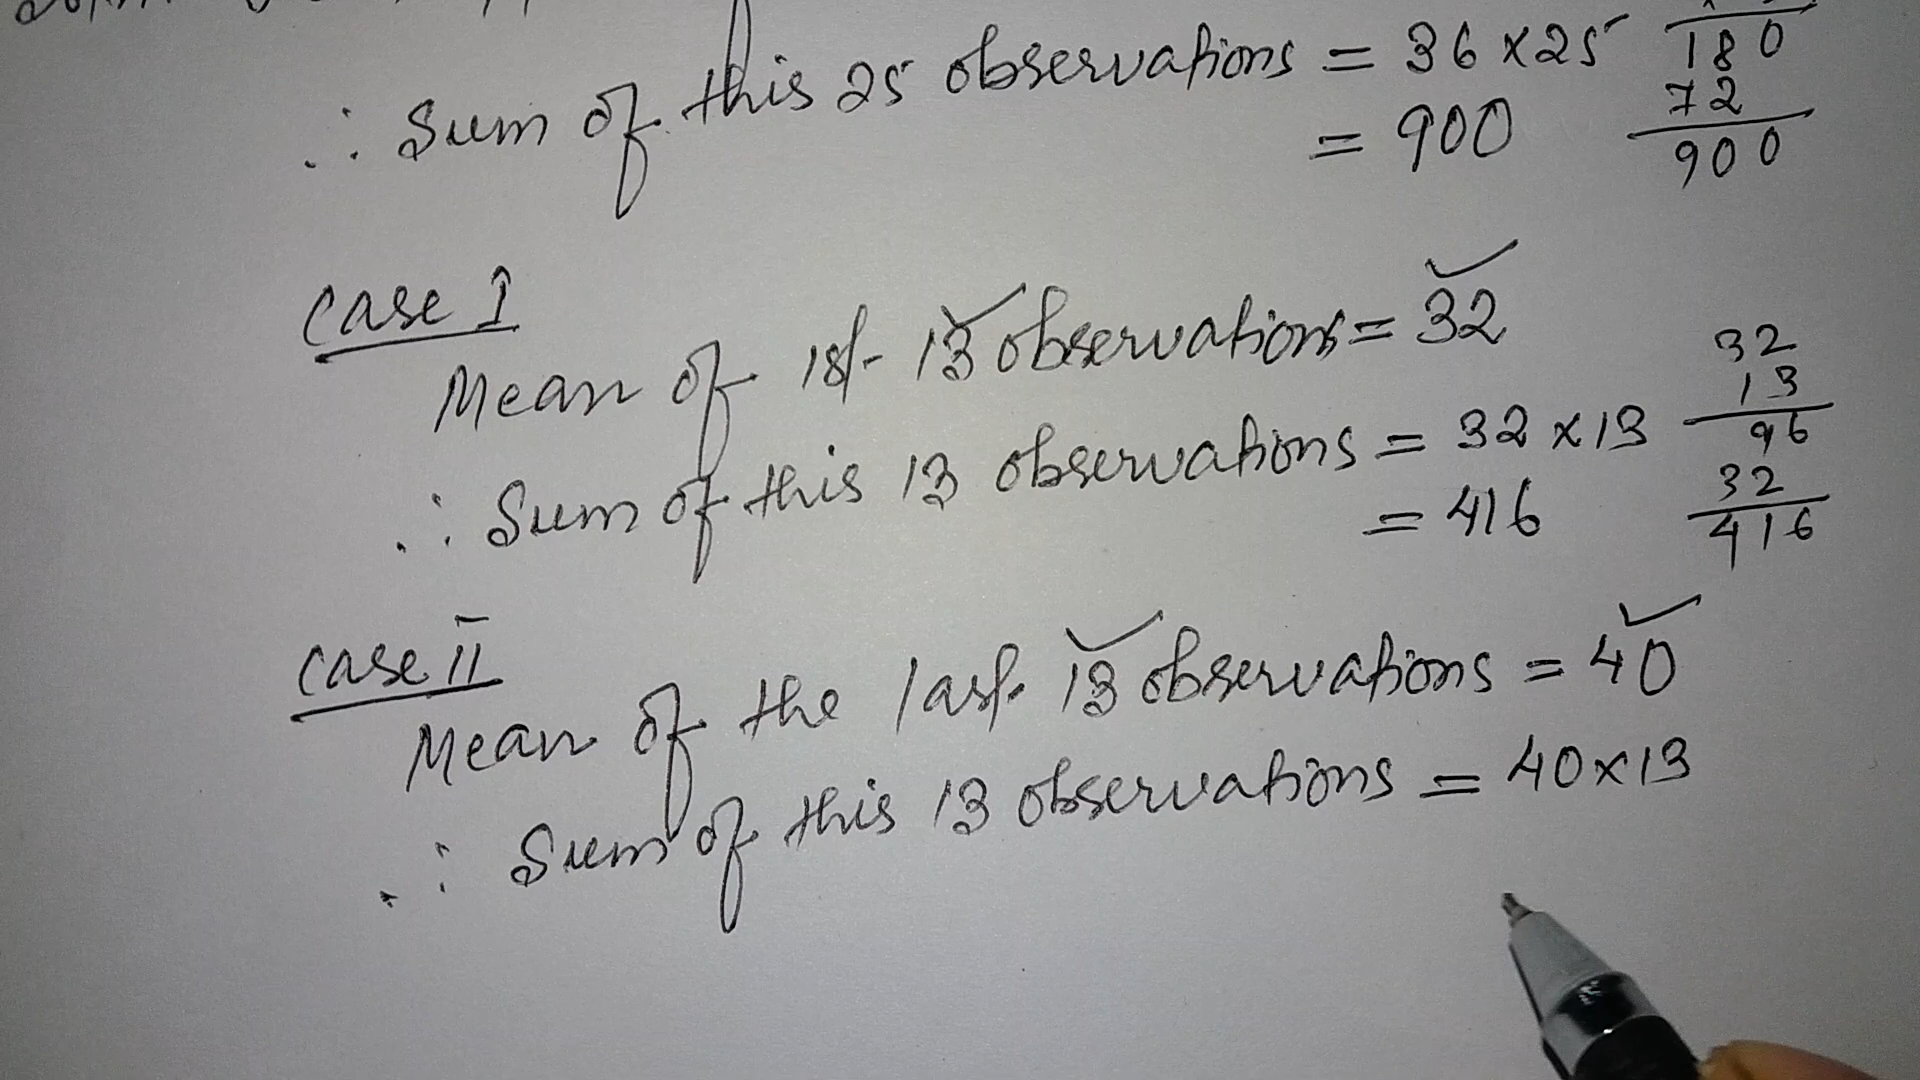 ∴ Sum of this 25 observations = 36 × 25
= 900
180
72
900
Case I
Mean of 1st 13 observations = 32
∴ Sum of this 13 observations = 32 × 13
= 416
32
13
96
32
416
Case II
Mean of the last 13 observations = 40
∴ Sum of this 13 observations = 40 × 13